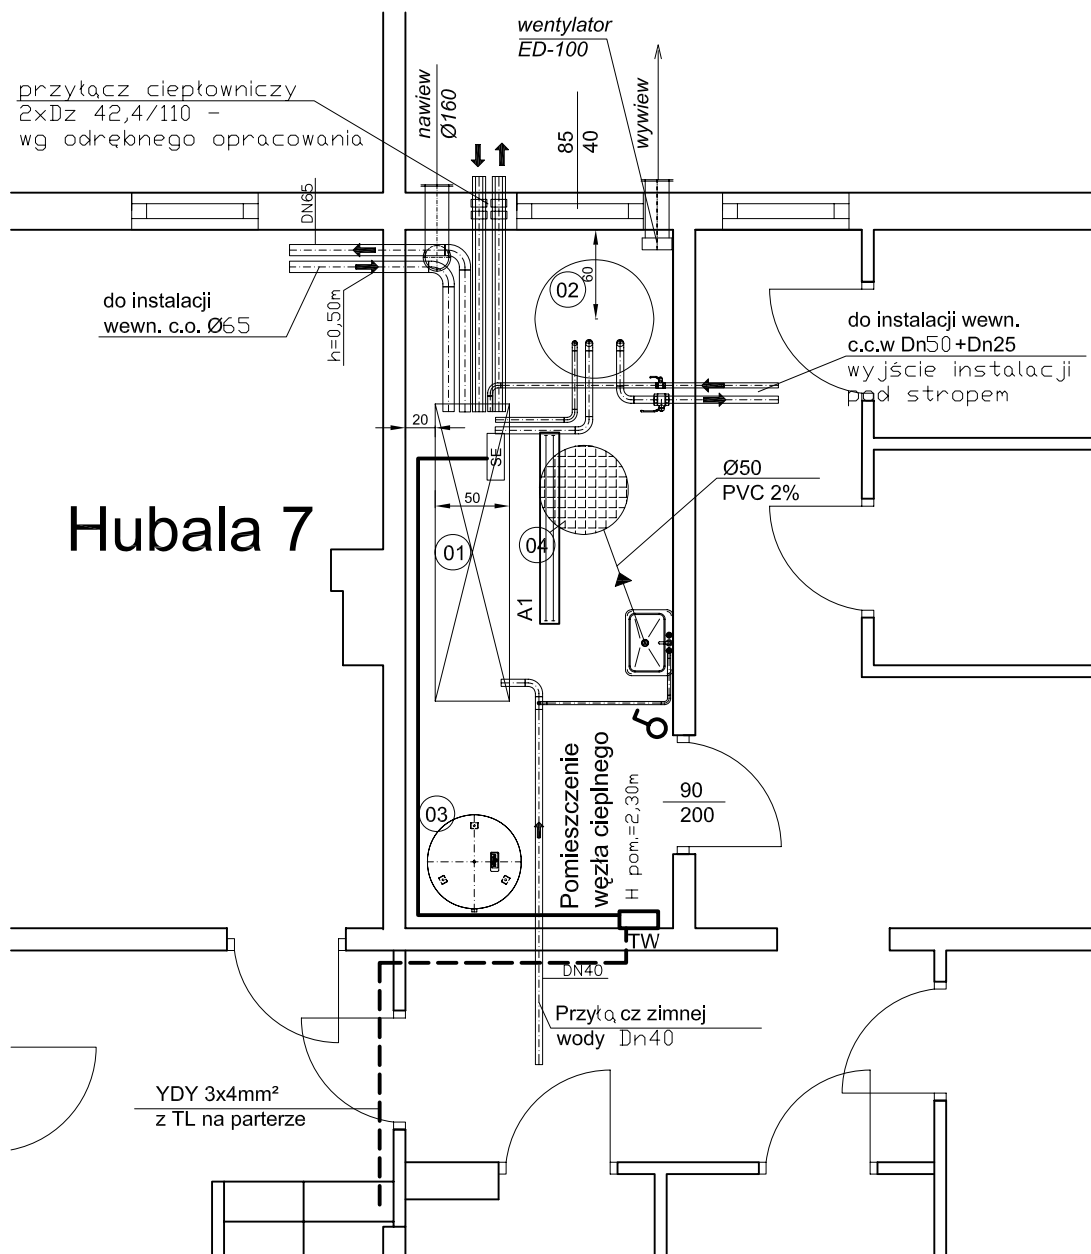 wentylator
ED-100
przyłącz ciepłowniczy
2xDz 42,4/110 -
wg odrębnego opracowania
nawiew
Ø160
85
40
wywiew
DN65
02
60
do instalacji
wewn. c.o. Ø65
h=0,50m
do instalacji wewn.
c.c.w Dn50+Dn25
wyjście instalacji
pod stropem
20
SE
Ø50
PVC 2%
50
Hubala 7
01
04
A1
Pomieszczenie
węzła cieplnego
H pom.=2,30m
90
200
03
TW
DN40
Przyłącz zimnej
wody Dn40
YDY 3x4mm²
z TL na parterze